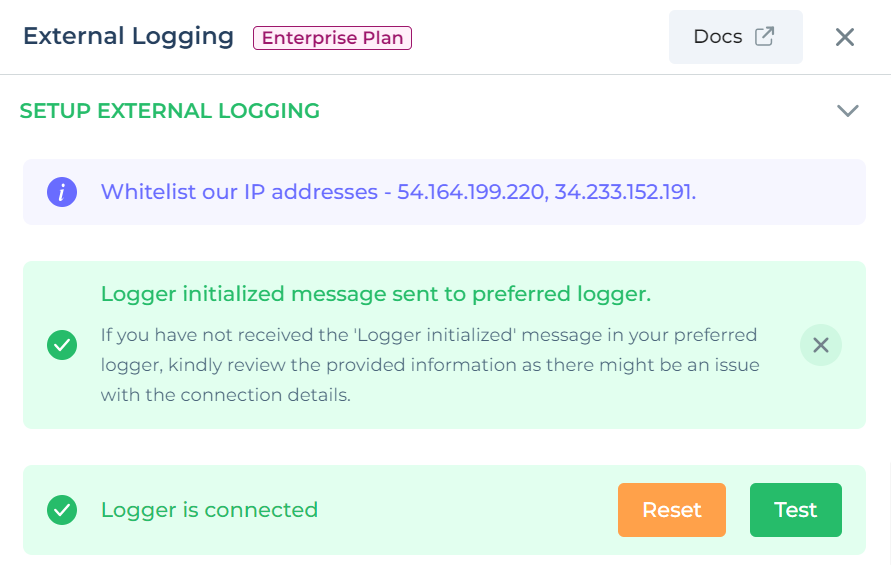 External Logging
Enterprise Plan
Docs
SETUP EXTERNAL LOGGING
Whitelist our IP addresses - 54.164.199.220, 34.233.152.191.
Logger initialized message sent to preferred logger.
If you have not received the 'Logger initialized' message in your preferred
logger, kindly review the provided information as there might be an issue
with the connection details.
Logger is connected
Reset
Test